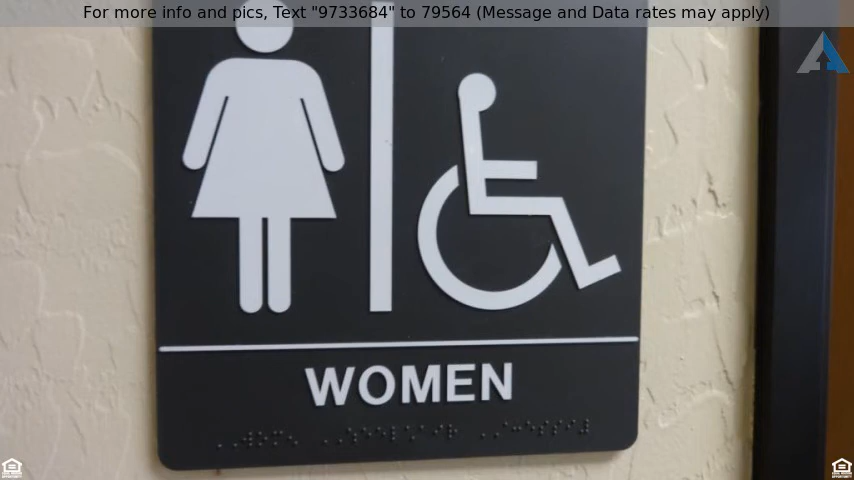 For more info and pics, Text "9733684" to 79564 (Message and Data rates may apply)
WOMEN